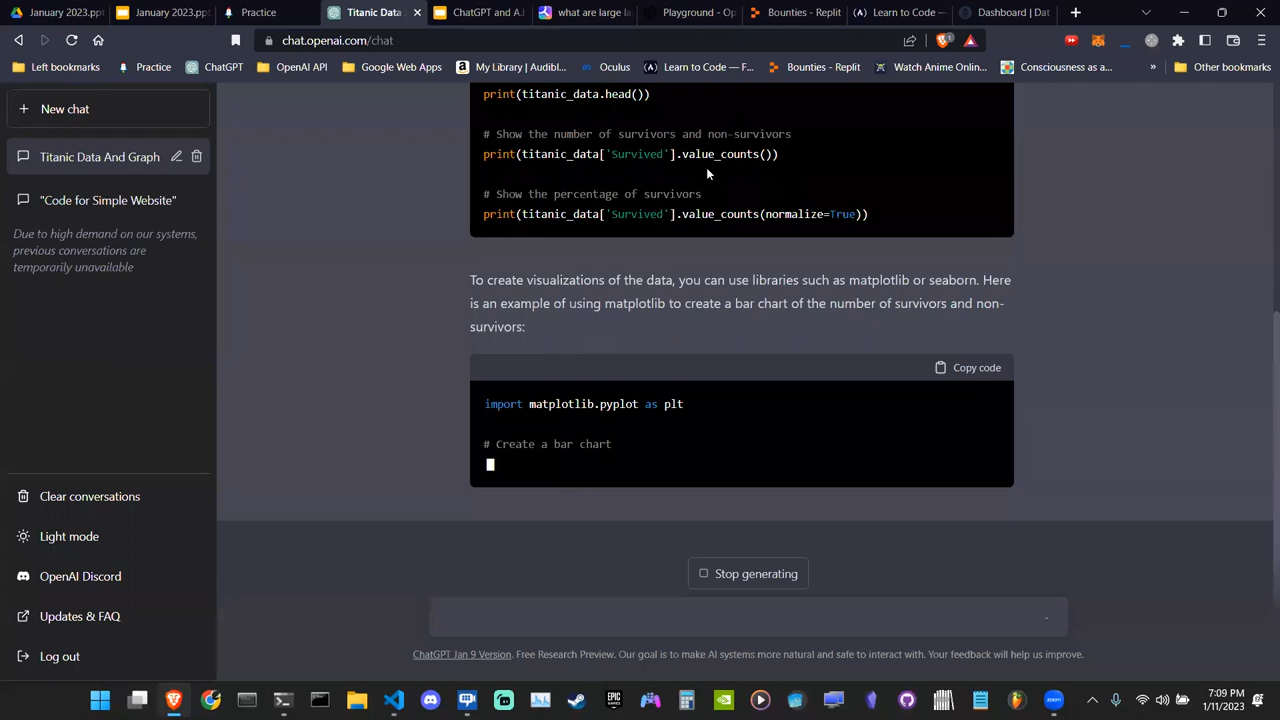 January 2023.ppt
January 2023.ppt
Practice
Titanic Data
ChatGPT and A.I
what are large la
Playground - Op
Bounties - Replit
Learn to Code —
Dashboard | Dat
chat.openai.com/chat
1
Left bookmarks
Practice
ChatGPT
OpenAI API
Google Web Apps
My Library | Audibl...
Oculus
Learn to Code — F...
Bounties - Replit
Watch Anime Onlin...
Consciousness as a...
»
Other bookmarks
New chat
Titanic Data And Graph
"Code for Simple Website"
Due to high demand on our systems,
previous conversations are
temporarily unavailable
Clear conversations
Light mode
OpenAI Discord
Updates & FAQ
Log out
print(titanic_data.head())
# Show the number of survivors and non-survivors
print(titanic_data['Survived'].value_counts())
# Show the percentage of survivors
print(titanic_data['Survived'].value_counts(normalize=True))
To create visualizations of the data, you can use libraries such as matplotlib or seaborn. Here
is an example of using matplotlib to create a bar chart of the number of survivors and non-
survivors:
Copy code
import matplotlib.pyplot as plt
# Create a bar chart
Stop generating
ChatGPT Jan 9 Version. Free Research Preview. Our goal is to make AI systems more natural and safe to interact with. Your feedback will help us improve.
EPIC
GAMES
zoom
7:09 PM
1/11/2023